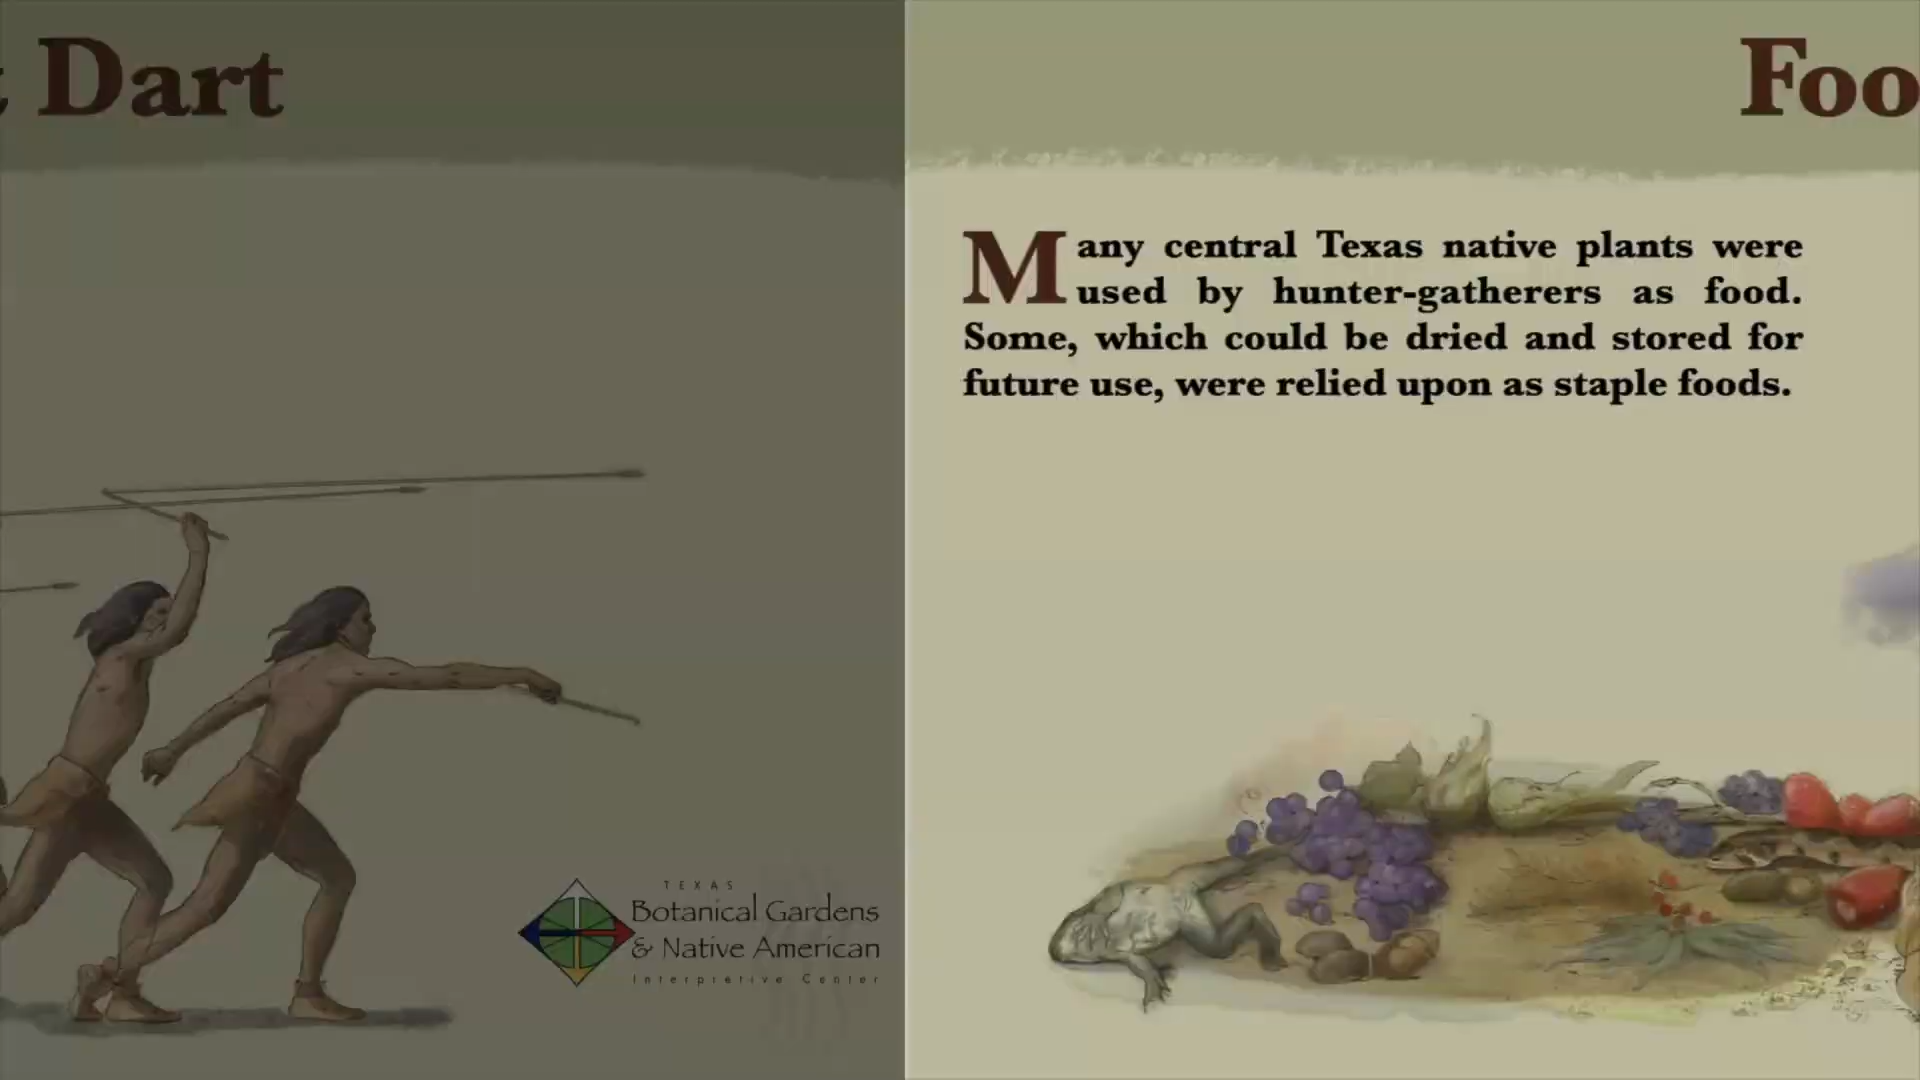 Dart
TEXAS
Botanical Gardens
& Native American
Interpretive Center
Foo
Many central Texas native plants were
used by hunter-gatherers as food.
Some, which could be dried and stored for
future use, were relied upon as staple foods.